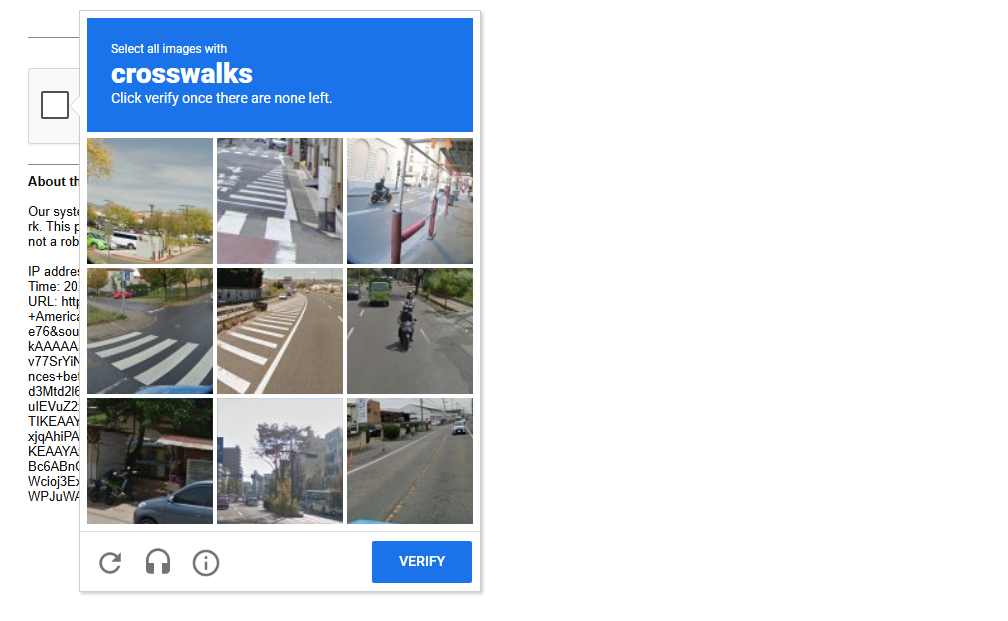 Select all images with
crosswalks
Click verify once there are none left.
About th
Our syste
rk. This p
not a rob
IP addres
Time: 20
URL: http
+America
e76&sou
kAAAAA
v77SrYiN
nces+bef
d3Mtd2l6
uIEVuZ2
TIKEAAY
xjqAhiPA
KEAAYA
Bc6ABnC
Wcioj3Ex
WPJuWA
VERIFY